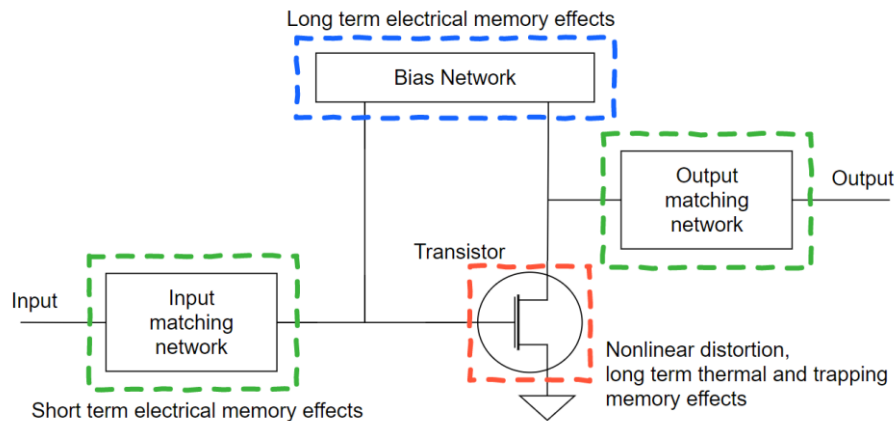 Long term electrical memory effects
Bias Network
Output
matching
network
Output
Transistor
Input
Input
matching
network
Nonlinear distortion,
long term thermal and trapping
memory effects
Short term electrical memory effects